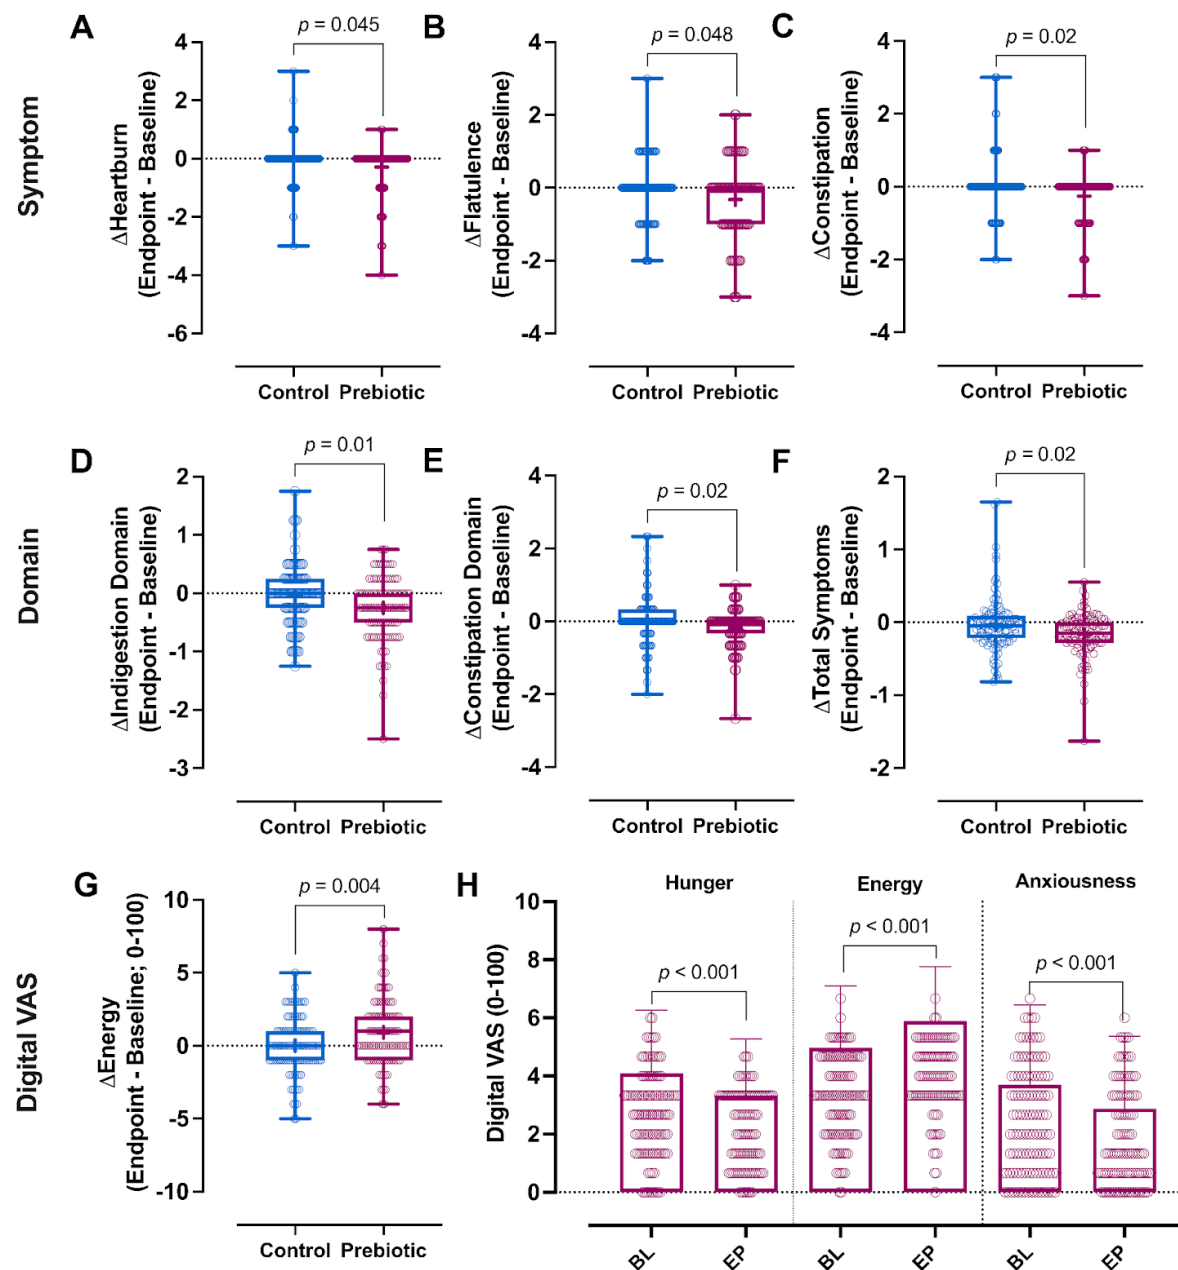 A
p = 0.045
ΔHeartburn
(Endpoint - Baseline)
4
2
0
-2
-4
-6
Control Prebiotic
B
p = 0.048
ΔFlatulence
(Endpoint - Baseline)
4
2
0
-2
-4
Control Prebiotic
C
p = 0.02
ΔConstipation
(Endpoint - Baseline)
4
2
0
-2
-4
Control Prebiotic
Symptom
D
p = 0.01
ΔIndigestion Domain
(Endpoint - Baseline)
2
1
0
-1
-2
-3
Control Prebiotic
E
p = 0.02
ΔConstipation Domain
(Endpoint - Baseline)
4
2
0
-2
-4
Control Prebiotic
F
p = 0.02
ΔTotal Symptoms
(Endpoint - Baseline)
2
1
0
-1
-2
Control Prebiotic
Domain
G
p = 0.004
ΔEnergy
(Endpoint - Baseline; 0-100)
10
5
0
-5
-10
Control Prebiotic
H
Hunger
Energy
Anxiousness
p < 0.001
p < 0.001
p < 0.001
Digital VAS (0-100)
10
8
6
4
2
0
BL
EP
BL
EP
BL
EP
Digital VAS